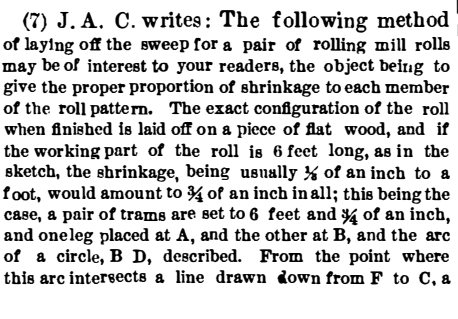 (7) J. A. C. writes: The following method
of laying off the sweep for a pair of rolling mill rolls
may be of interest to your readers, the object being to
give the proper proportion of shrinkage to each member
of the roll pattern. The exact configuration of the roll
when finished is laid off on a piece of flat wood, and if
the working part of the roll is 6 feet long, as in the
sketch, the shrinkage, being usually ⅛ of an inch to a
foot, would amount to ¾ of an inch in all; this being the
case, a pair of trams are set to 6 feet and ¾ of an inch,
and one leg placed at A, and the other at B, and the arc
of a circle, B D, described. From the point where
this arc intersects a line drawn down from F to C, a